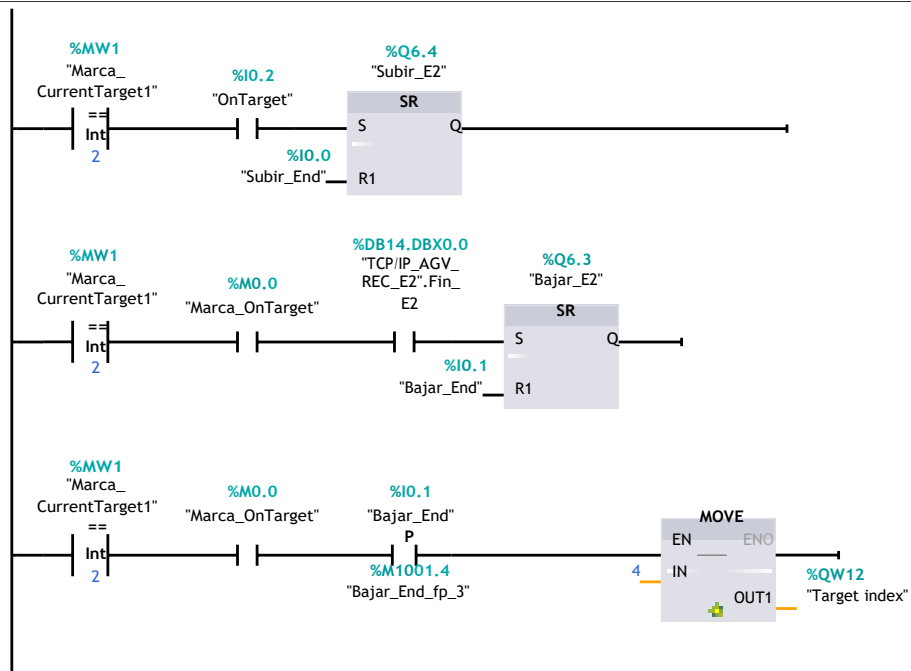 %MW1
"Marca_
CurrentTarget1"
==
Int
2
%I0.2
"OnTarget"
%Q6.4
"Subir_E2"
SR
S
Q
%I0.0
"Subir_End"
R1
%MW1
"Marca_
CurrentTarget1"
==
Int
2
%M0.0
"Marca_OnTarget"
%DB14.DBX0.0
"TCP/IP_AGV_
REC_E2".Fin_
E2
%Q6.3
"Bajar_E2"
SR
S
Q
%I0.1
"Bajar_End"
R1
%MW1
"Marca_
CurrentTarget1"
==
Int
2
%M0.0
"Marca_OnTarget"
%I0.1
"Bajar_End"
P
%M1001.4
"Bajar_End_fp_3"
MOVE
EN
ENO
4
IN
OUT1
%QW12
"Target index"